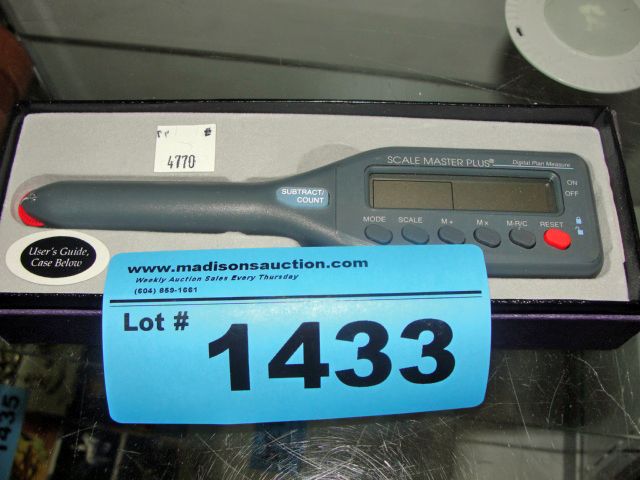 4770
SCALE MASTER PLUS®
Digital Plan Measure
SUBTRACT/
COUNT
ON
OFF
MODE SCALE M+ Mx M-R/C RESET
User's Guide,
Case Below
www.madisonsauction.com
Weekly Auction Sales Every Thursday
(604) 859-1661
Lot # 1433
1435